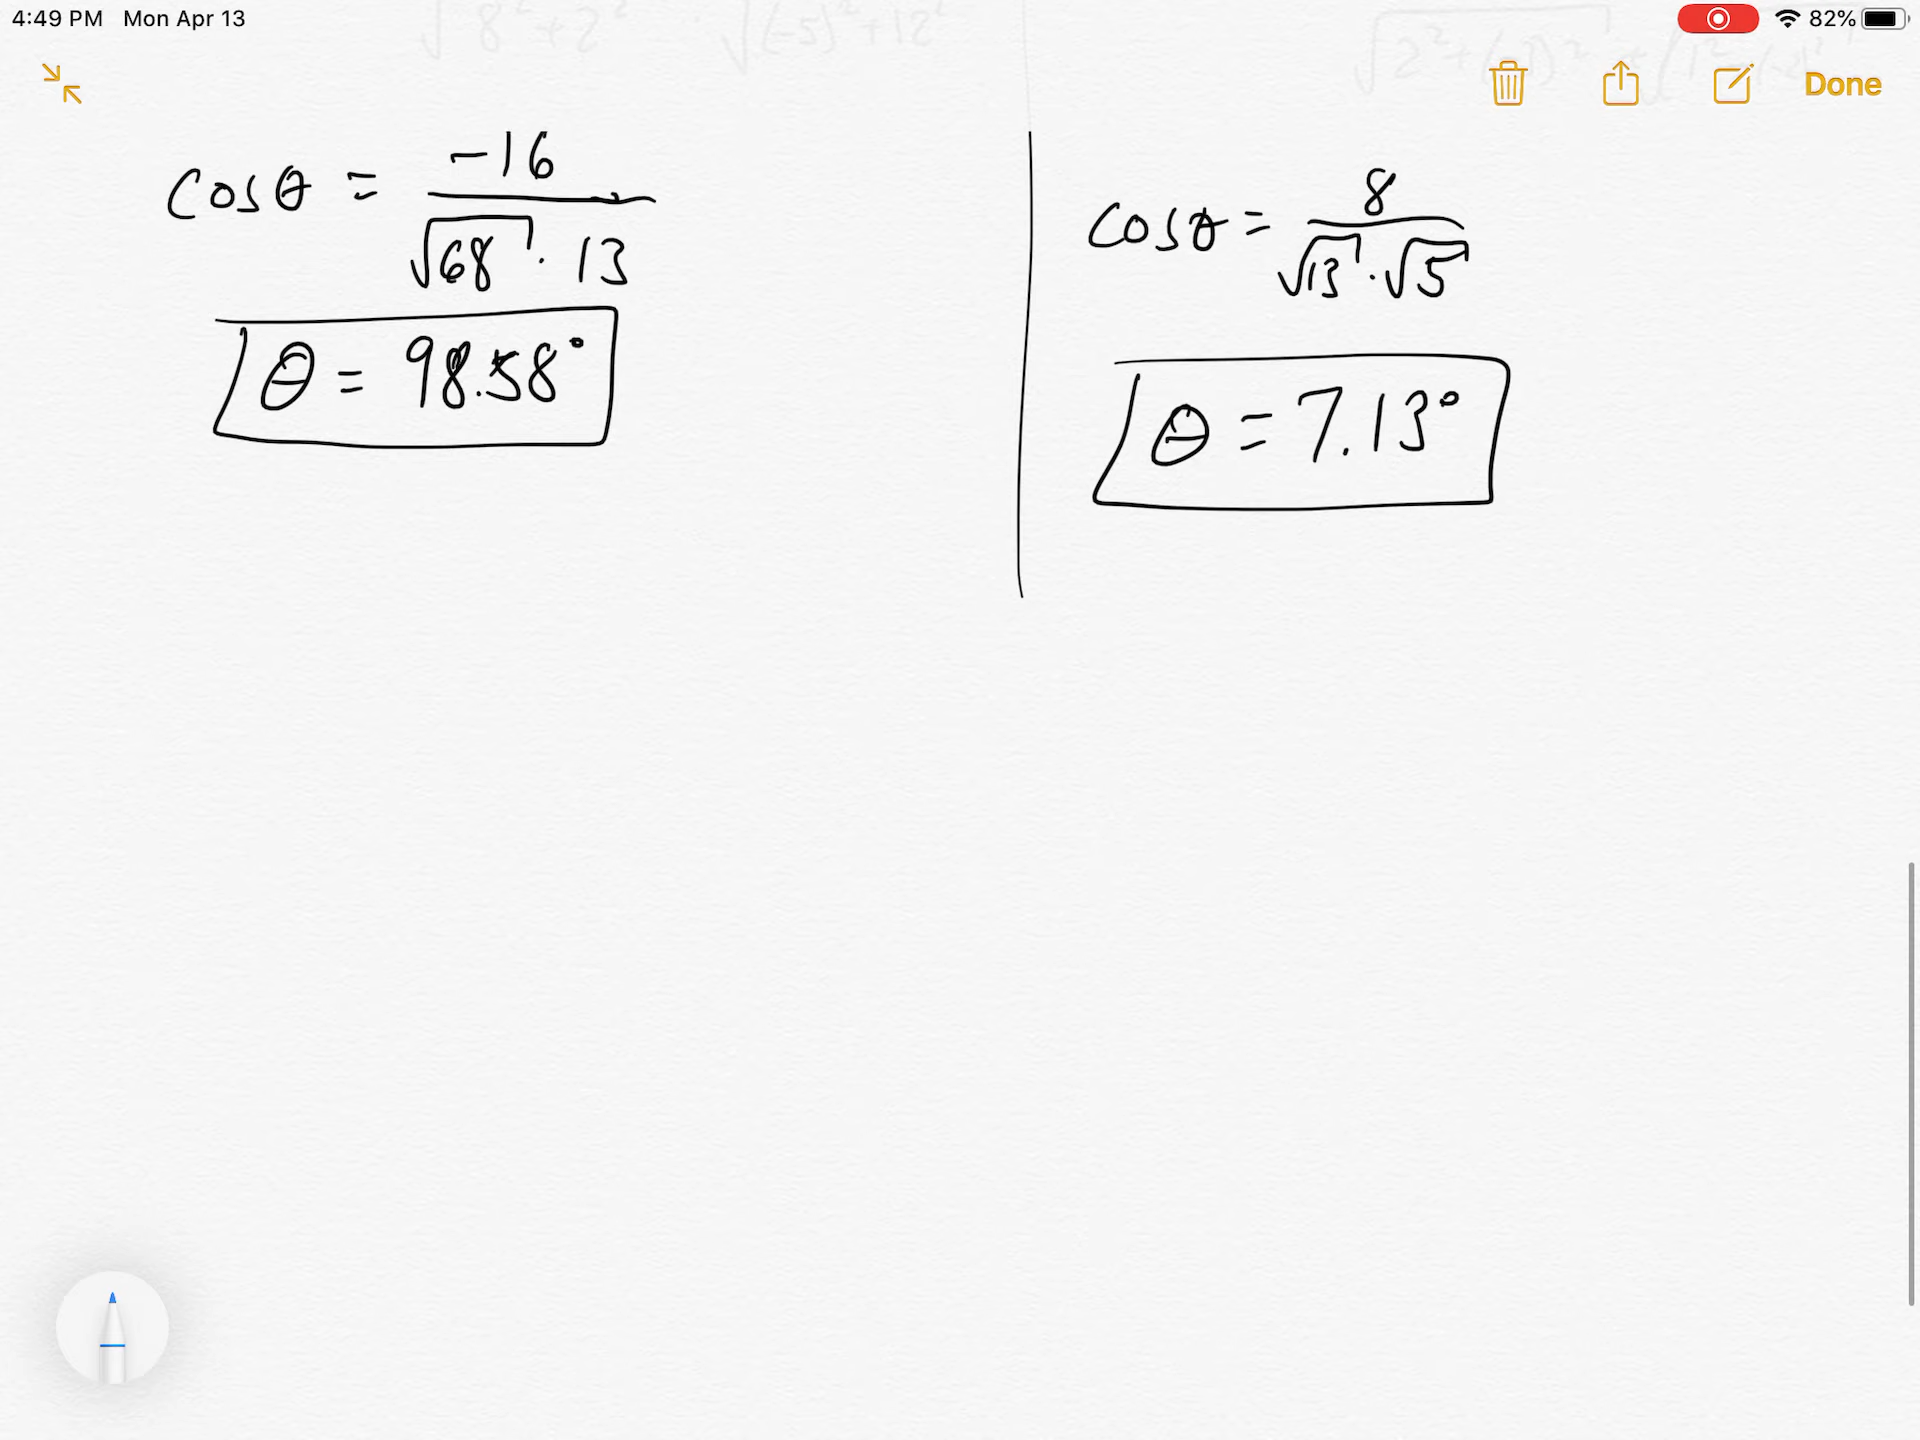 4:49 PM Mon Apr 13
82%
Done
cosθ = -16 / √68 · 13
θ = 98.58°
cosθ = 8 / √13 · √5
θ = 7.13°